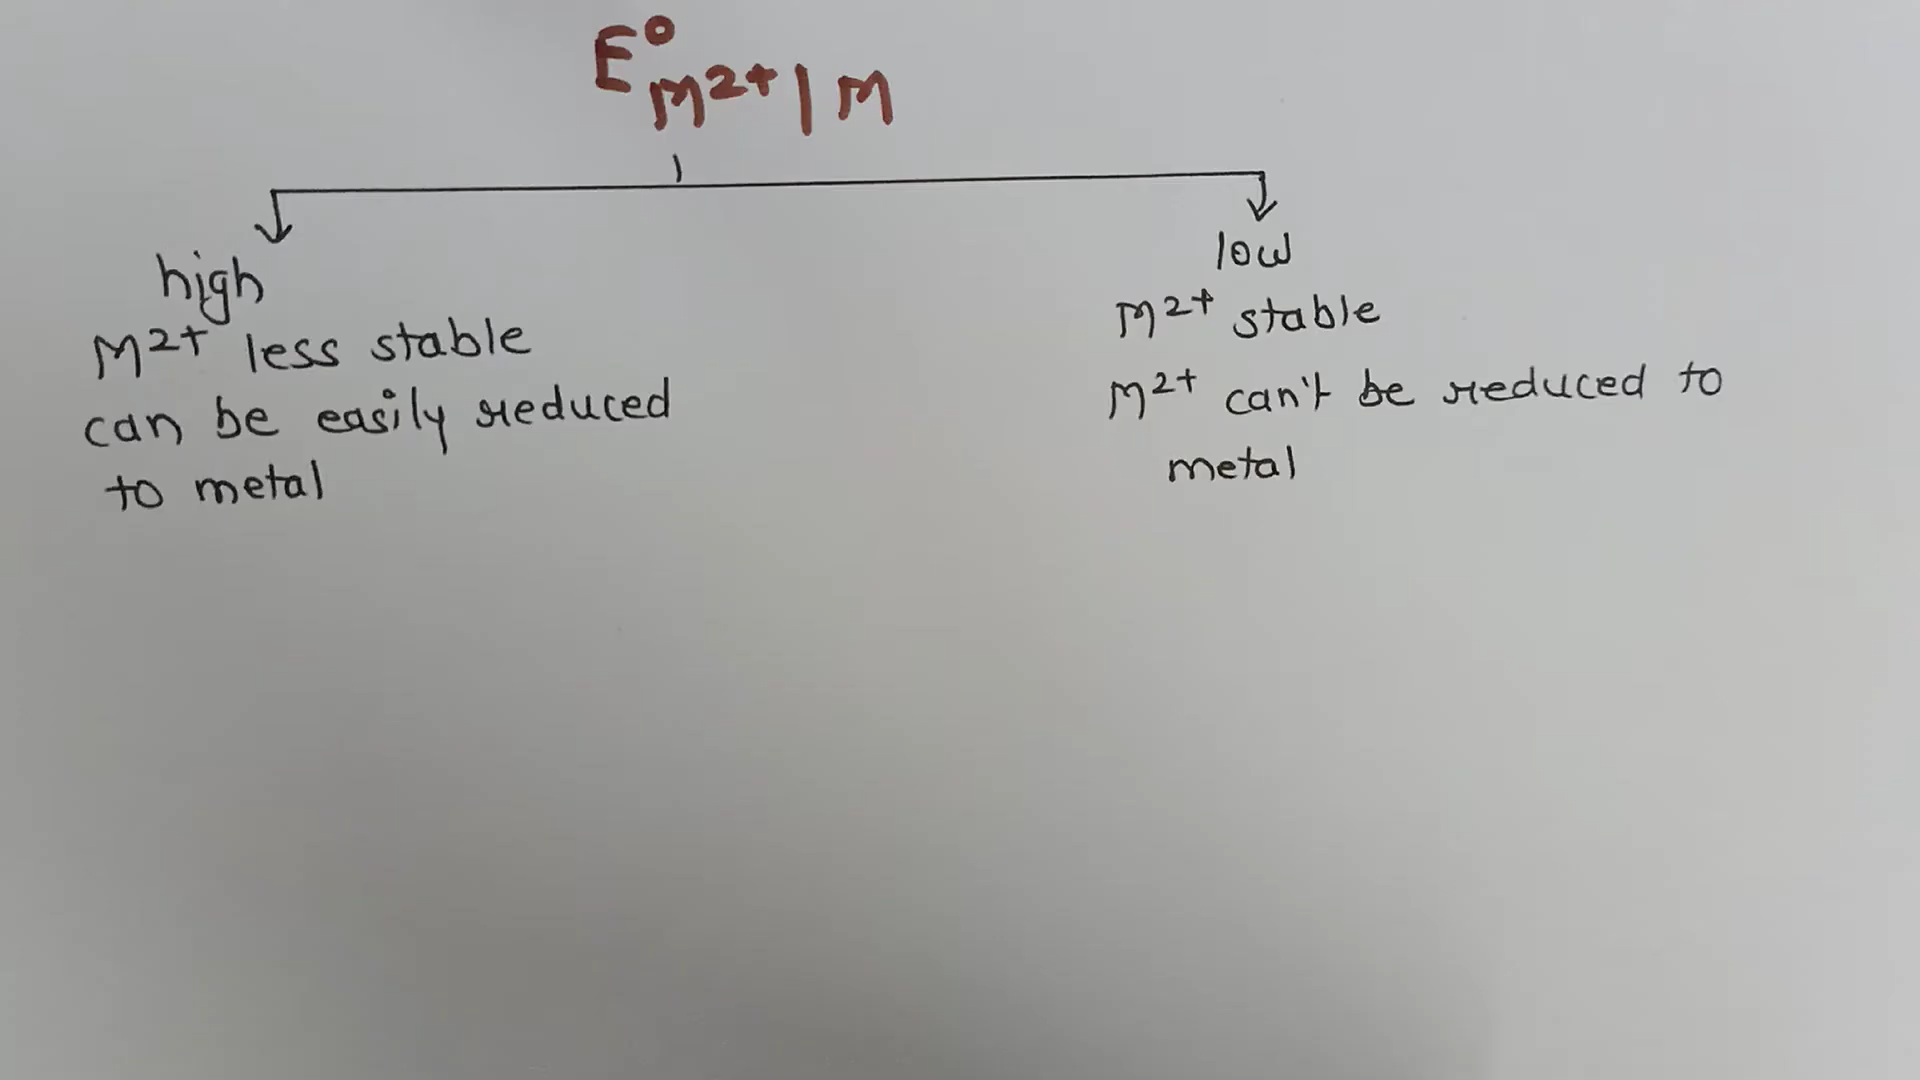 E° M²⁺|M
high
M²⁺ less stable
can be easily reduced
to metal
low
M²⁺ stable
M²⁺ can't be reduced to
metal